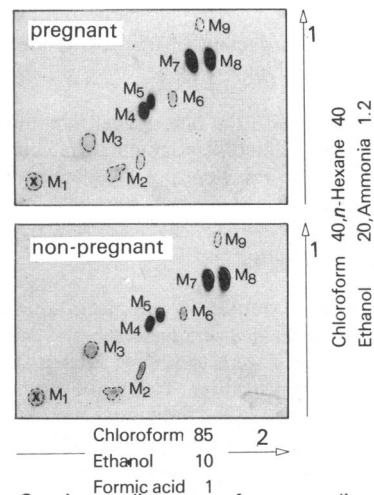 pregnant
M9
M7
M8
M5
M6
M4
M3
M2
M1
1
non-pregnant
M9
M7
M8
M5
M6
M4
M3
M2
M1
1
Chloroform 40,n-Hexane 40
Ethanol 20,Ammonia 1.2
Chloroform 85
Ethanol 10
Formic acid 1
2